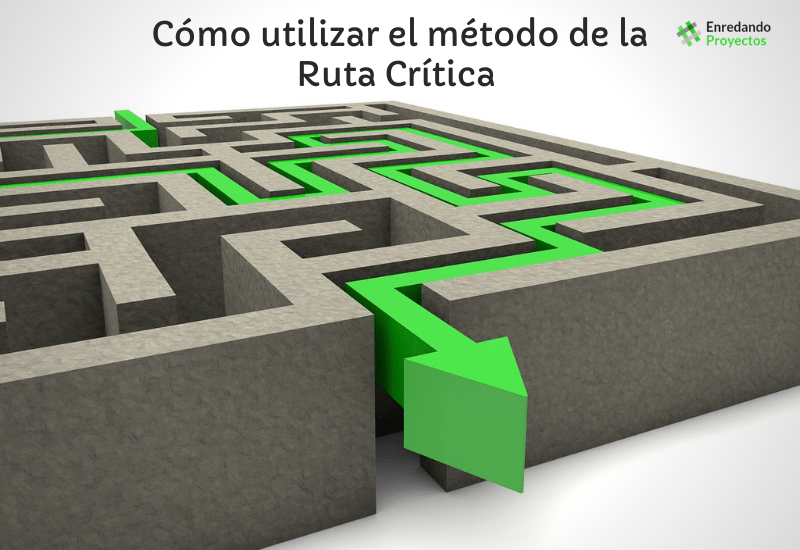 Cómo utilizar el método de la
Ruta Crítica
Enredando
Proyectos